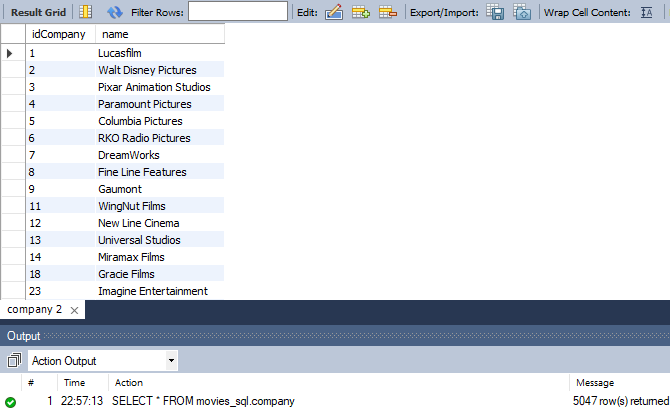 Result Grid Filter Rows: Edit: Export/Import: Wrap Cell Content:
idCompany name
1 Lucasfilm
2 Walt Disney Pictures
3 Pixar Animation Studios
4 Paramount Pictures
5 Columbia Pictures
6 RKO Radio Pictures
7 DreamWorks
8 Fine Line Features
9 Gaumont
11 WingNut Films
12 New Line Cinema
13 Universal Studios
14 Miramax Films
18 Gracie Films
23 Imagine Entertainment
company 2
Output
Action Output
# Time Action Message
1 22:57:13 SELECT * FROM movies_sql.company 5047 row(s) returned